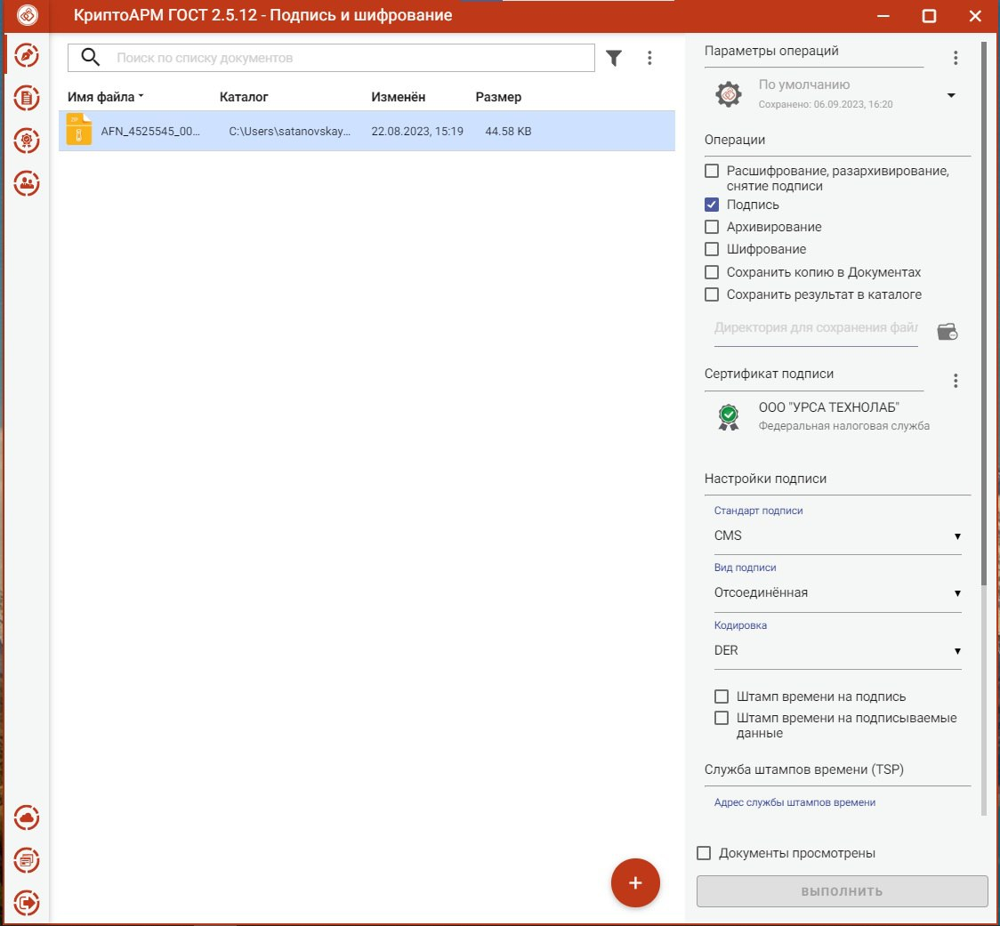 КриптоАРМ ГОСТ 2.5.12 - Подпись и шифрование
Поиск по списку документов
Имя файла Каталог Изменён Размер
ZIP
AFN_4525545_00... C:\Users\satanovskay... 22.08.2023, 15:19 44.58 KB
Параметры операций
По умолчанию
Сохранено: 06.09.2023, 16:20
Операции
Расшифрование, разархивирование,
снятие подписи
Подпись
Архивирование
Шифрование
Сохранить копию в Документах
Сохранить результат в каталоге
Директория для сохранения файл
Сертификат подписи
ООО "УРСА ТЕХНОЛАБ"
Федеральная налоговая служба
Настройки подписи
Стандарт подписи
CMS
Вид подписи
Отсоединённая
Кодировка
DER
Штамп времени на подпись
Штамп времени на подписываемые
данные
Служба штампов времени (TSP)
Адрес службы штампов времени
Документы просмотрены
ВЫПОЛНИТЬ